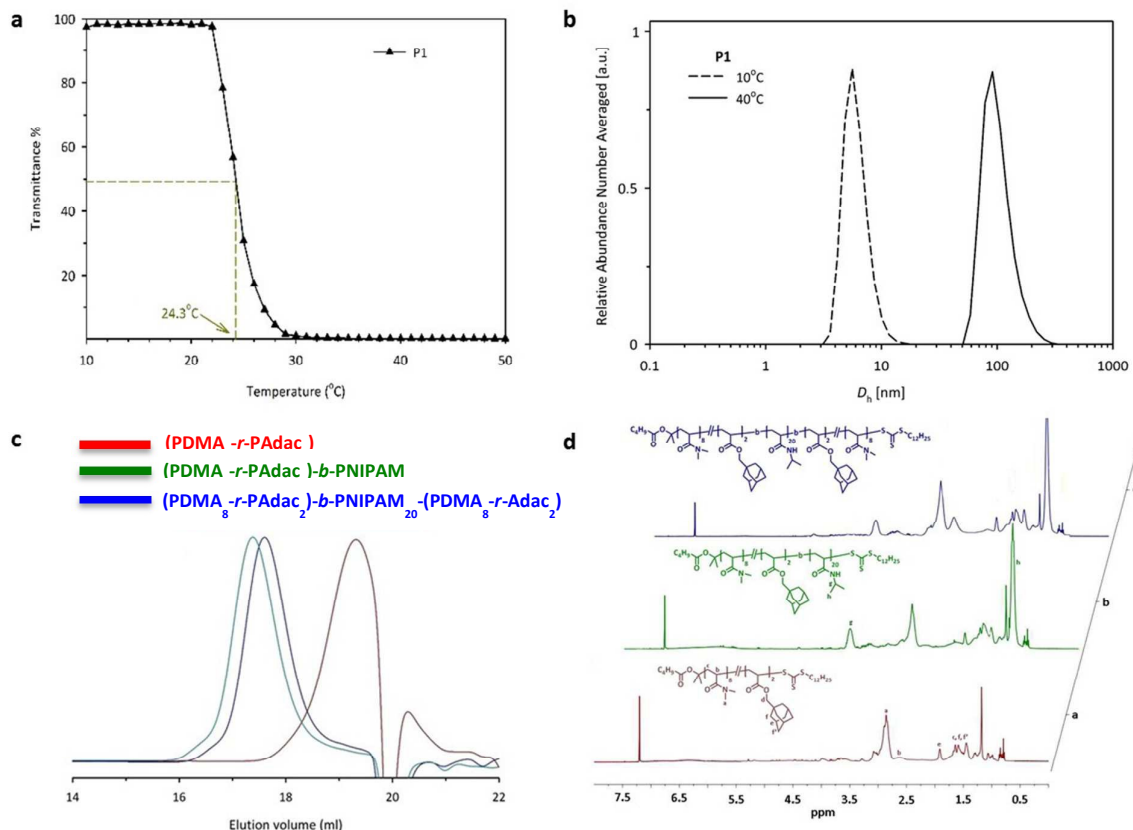 a
100
80
60
40
20
10
20
30
40
50
Transmittance %
Temperature (°C)
P1
24.3°C
b
1
0.5
0
0.1
1
10
100
1000
Relative Abundance Number Averaged [a.u.]
Dh [nm]
P1
10°C
40°C
c
(PDMA -r-PAdac )
(PDMA -r-PAdac )-b-PNIPAM
(PDMA8-r-PAdac2)-b-PNIPAM20-(PDMA8-r-Adac2)
14
16
18
20
22
Elution volume (ml)
d
b
a
7.5
6.5
5.5
4.5
3.5
2.5
1.5
0.5
ppm